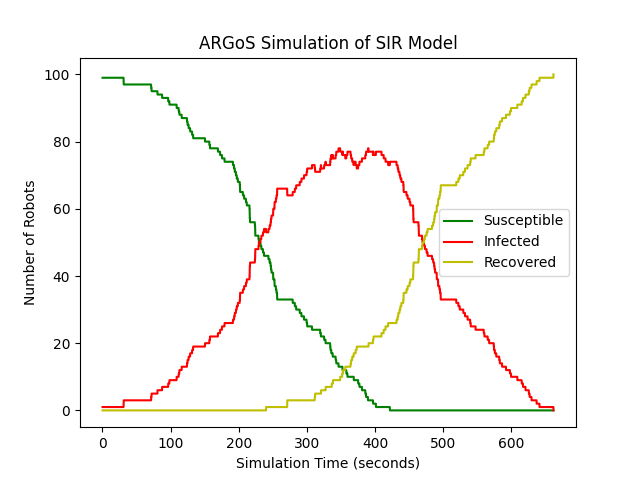 ARGoS Simulation of SIR Model
Number of Robots
100
80
60
40
20
0
Susceptible
Infected
Recovered
0 100 200 300 400 500 600
Simulation Time (seconds)